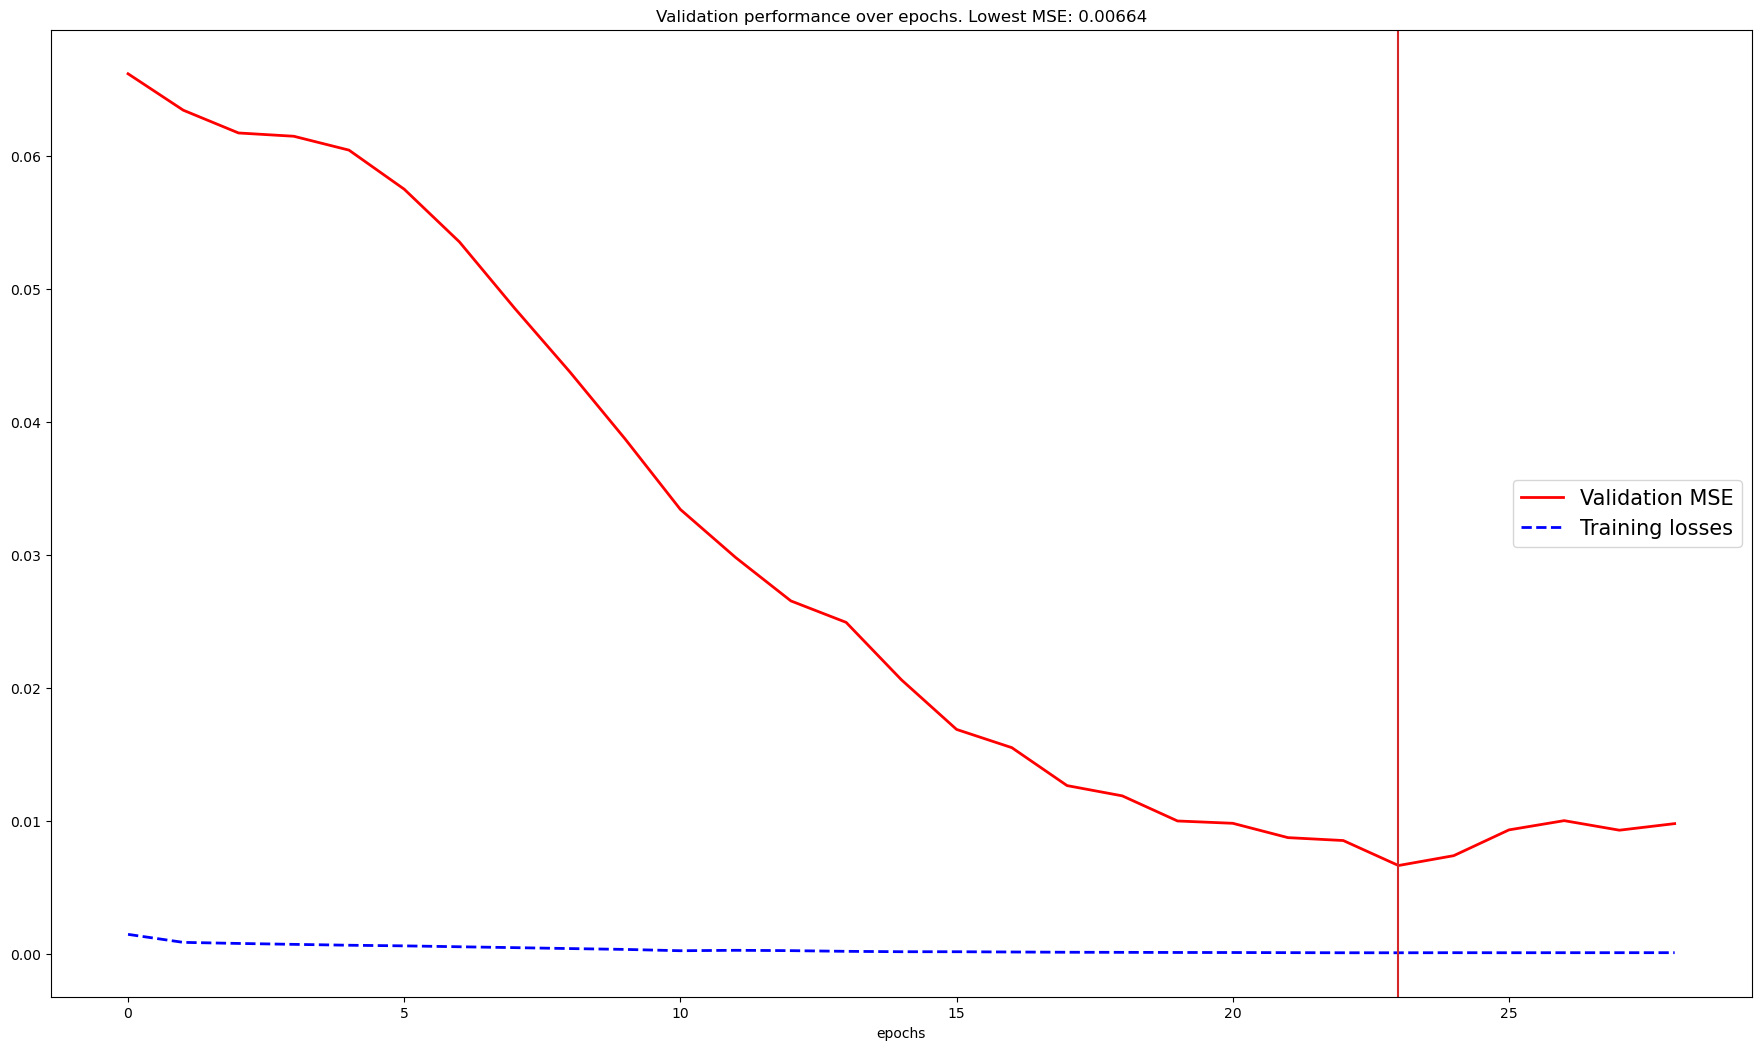 Validation performance over epochs. Lowest MSE: 0.00664
0.06
0.05
0.04
0.03
0.02
0.01
0.00
Validation MSE
Training losses
0 5 10 15 20 25
epochs